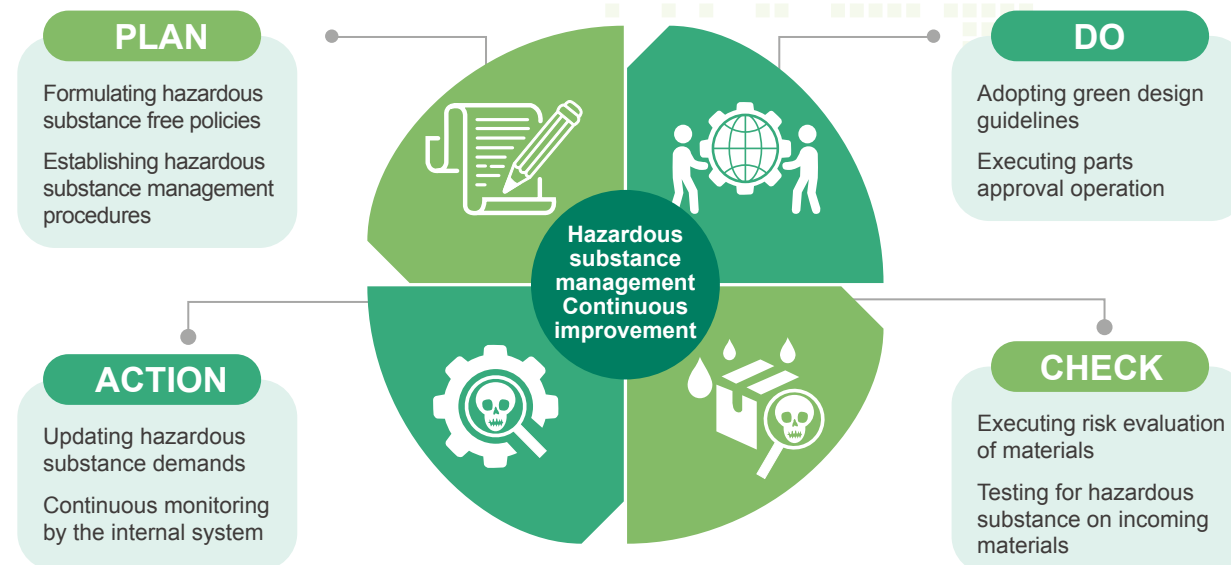 PLAN
Formulating hazardous
substance free policies
Establishing hazardous
substance management
procedures
DO
Adopting green design
guidelines
Executing parts
approval operation
Hazardous
substance
management
Continuous
improvement
ACTION
Updating hazardous
substance demands
Continuous monitoring
by the internal system
CHECK
Executing risk evaluation
of materials
Testing for hazardous
substance on incoming
materials